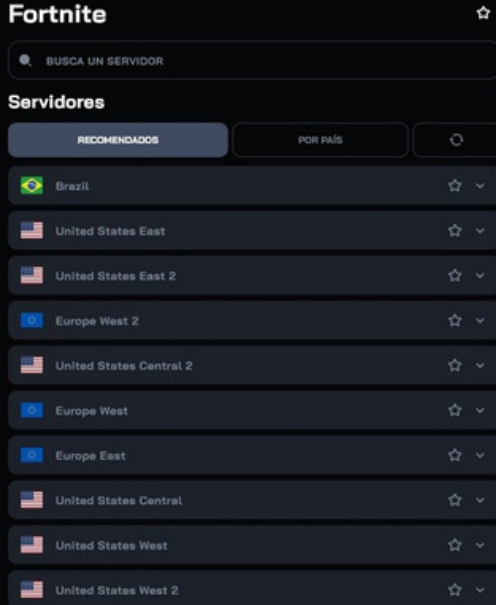 Fortnite
BUSCA UN SERVIDOR
Servidores
RECOMENDADOS
POR PAÍS
Brazil
United States East
United States East 2
Europe West 2
United States Central 2
Europe West
Europe East
United States Central
United States West
United States West 2